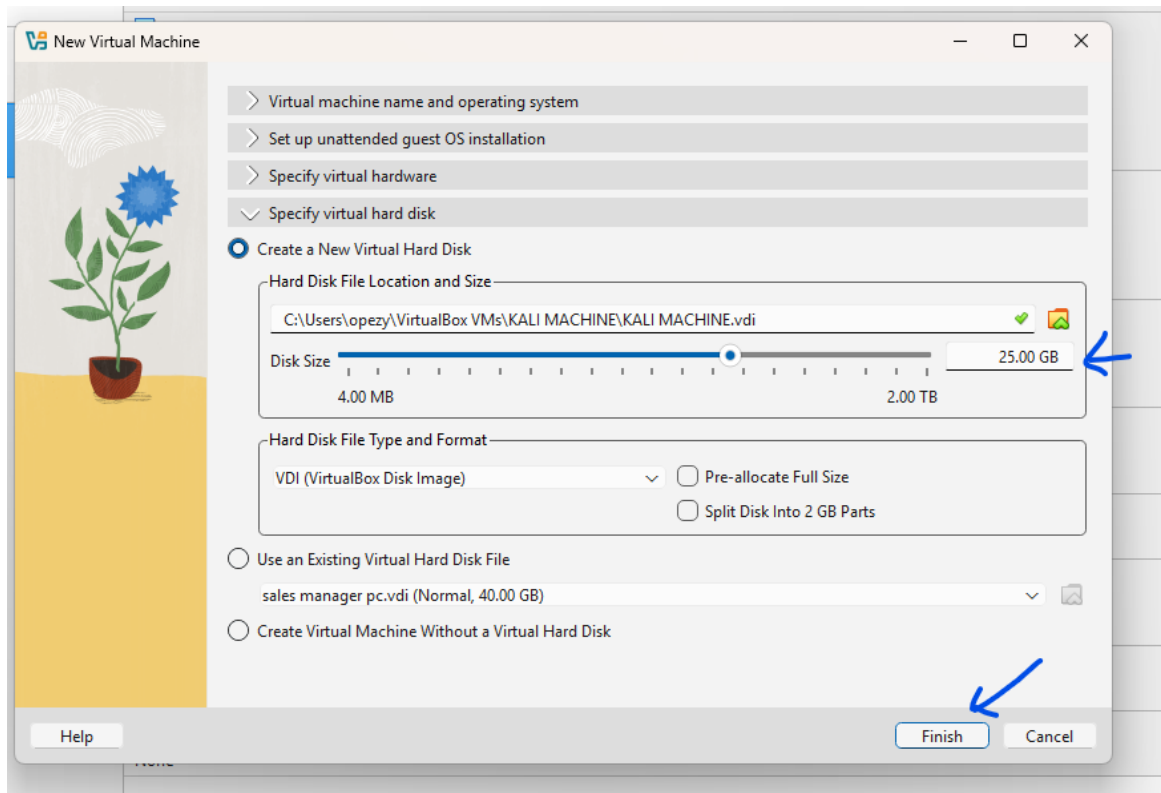 New Virtual Machine
Virtual machine name and operating system
Set up unattended guest OS installation
Specify virtual hardware
Specify virtual hard disk
Create a New Virtual Hard Disk
Hard Disk File Location and Size
C:\Users\opezy\VirtualBox VMs\KALI MACHINE\KALI MACHINE.vdi
Disk Size
25.00 GB
4.00 MB 2.00 TB
Hard Disk File Type and Format
VDI (VirtualBox Disk Image) Pre-allocate Full Size
Split Disk Into 2 GB Parts
Use an Existing Virtual Hard Disk File
sales manager pc.vdi (Normal, 40.00 GB)
Create Virtual Machine Without a Virtual Hard Disk
Help Finish Cancel